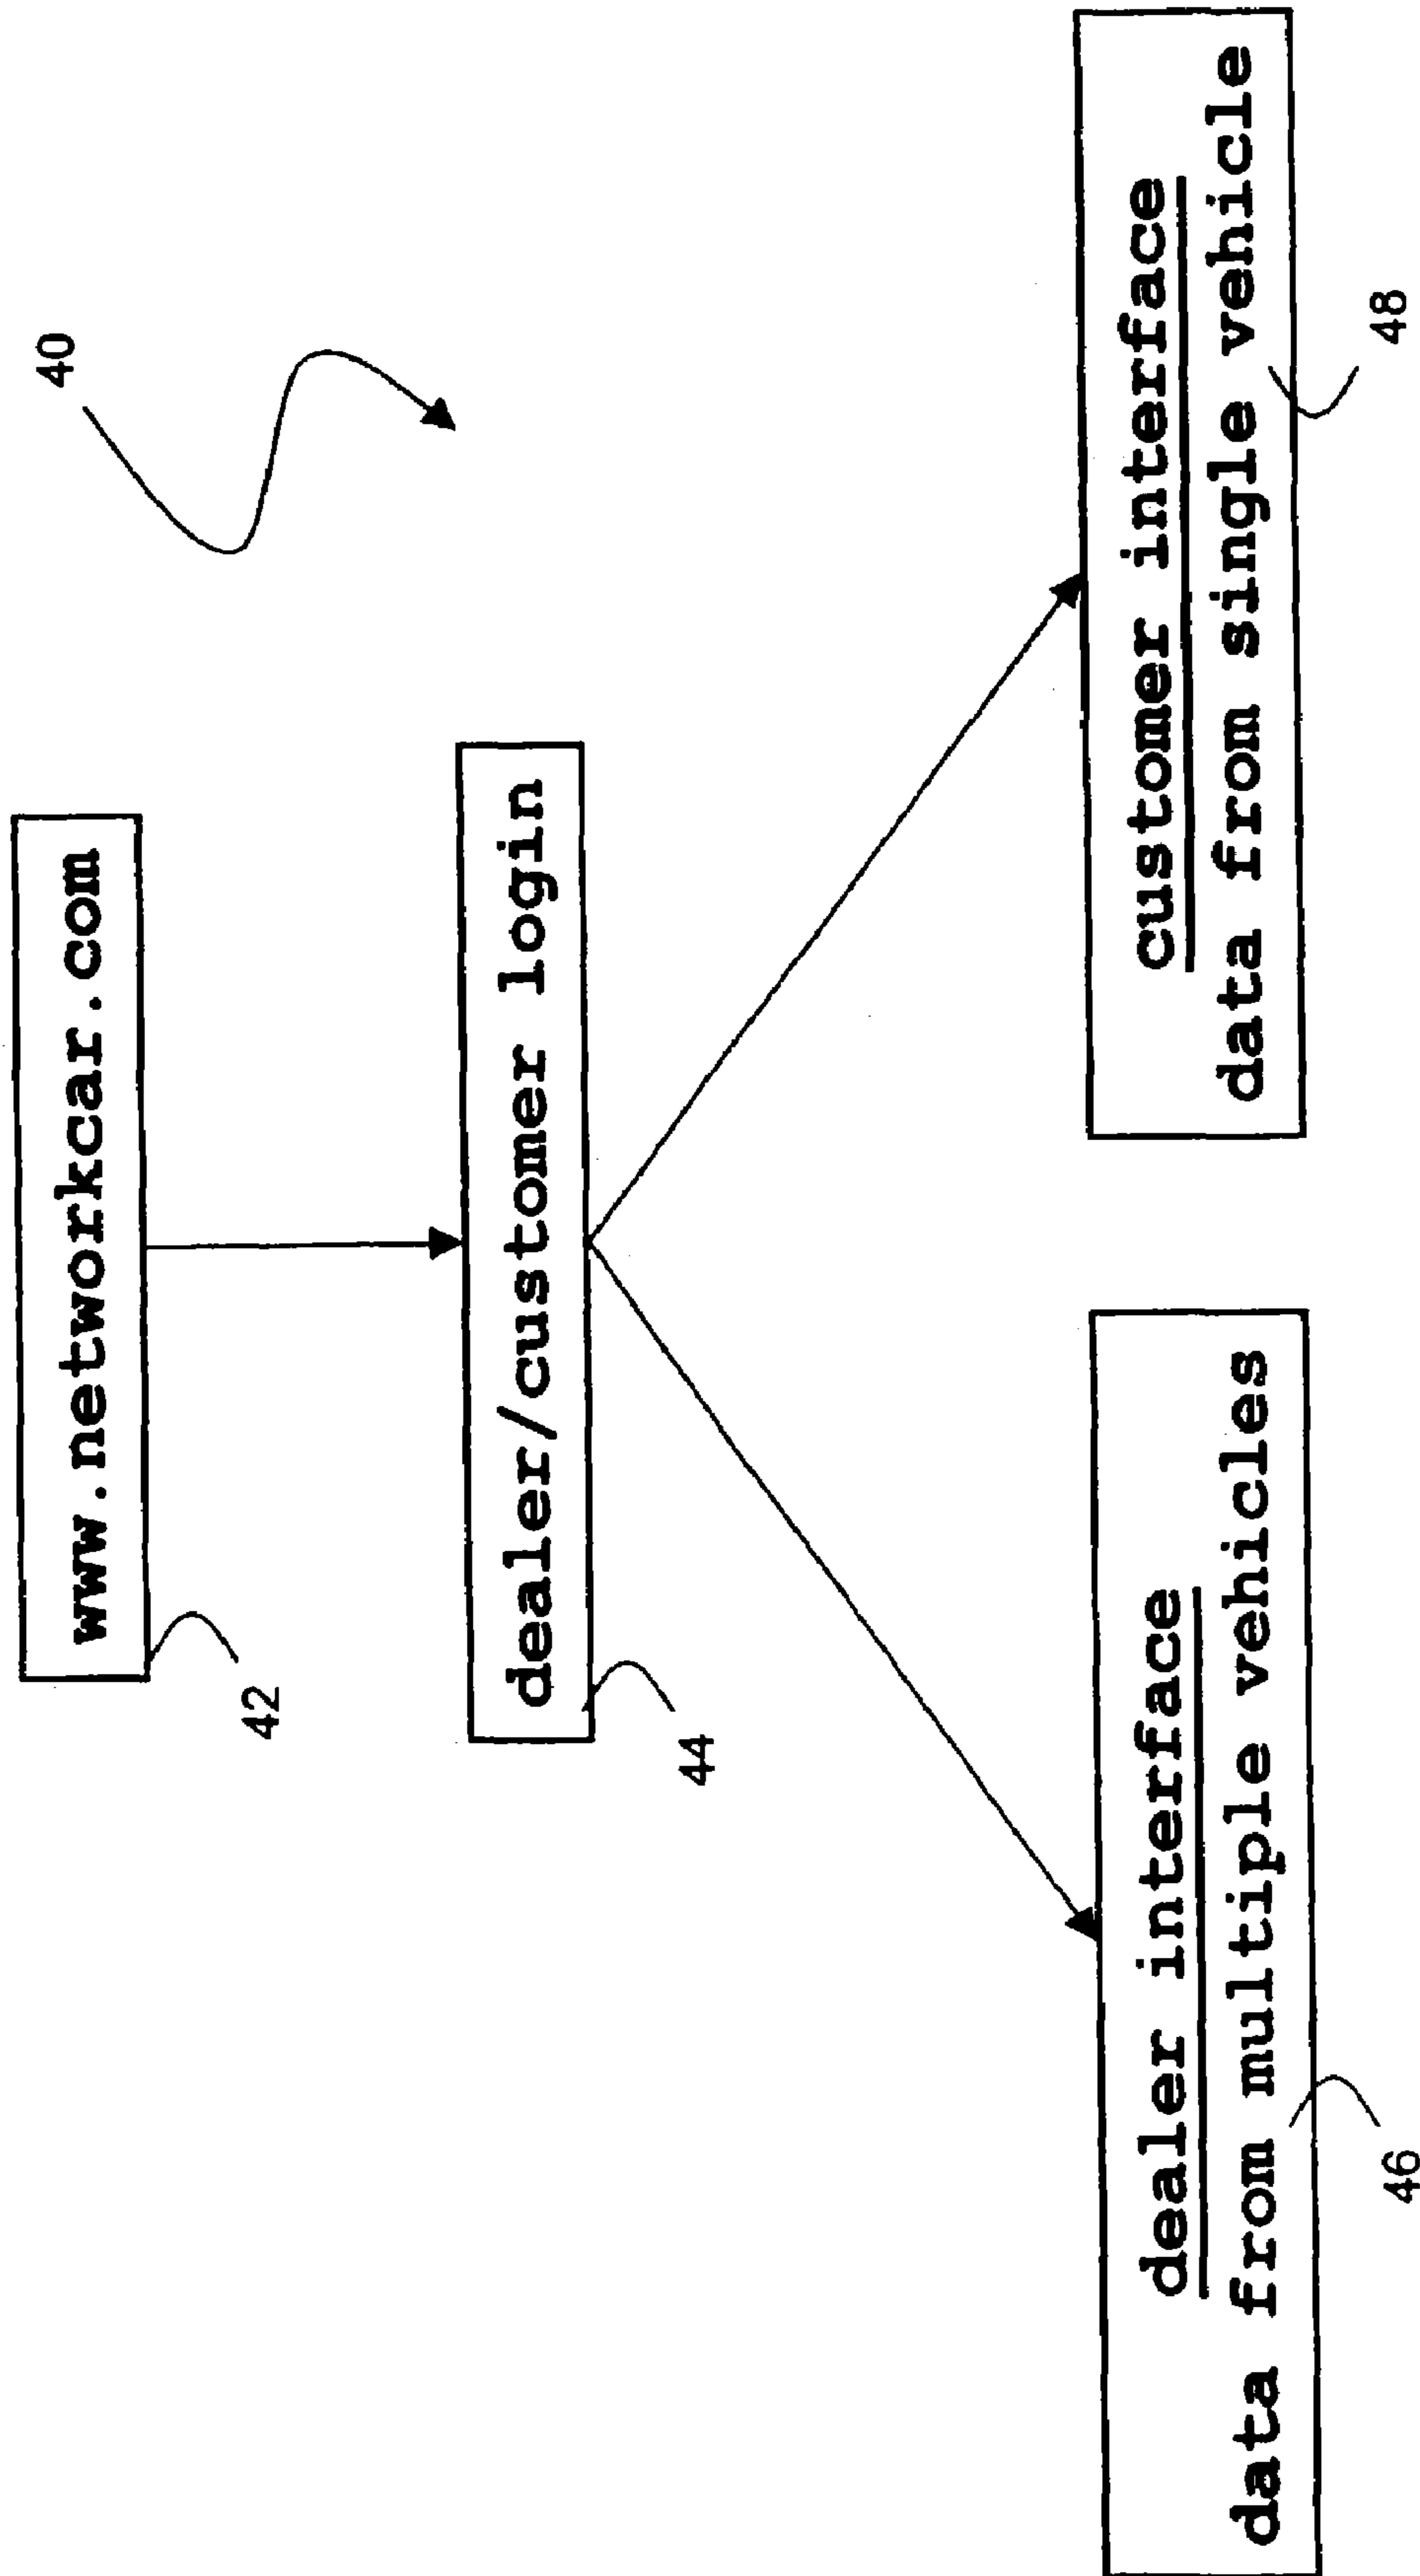 40
www.networkcar.com
42
dealer/customer login
44
dealer interface
data from multiple vehicles
46
customer interface
data from single vehicle
48